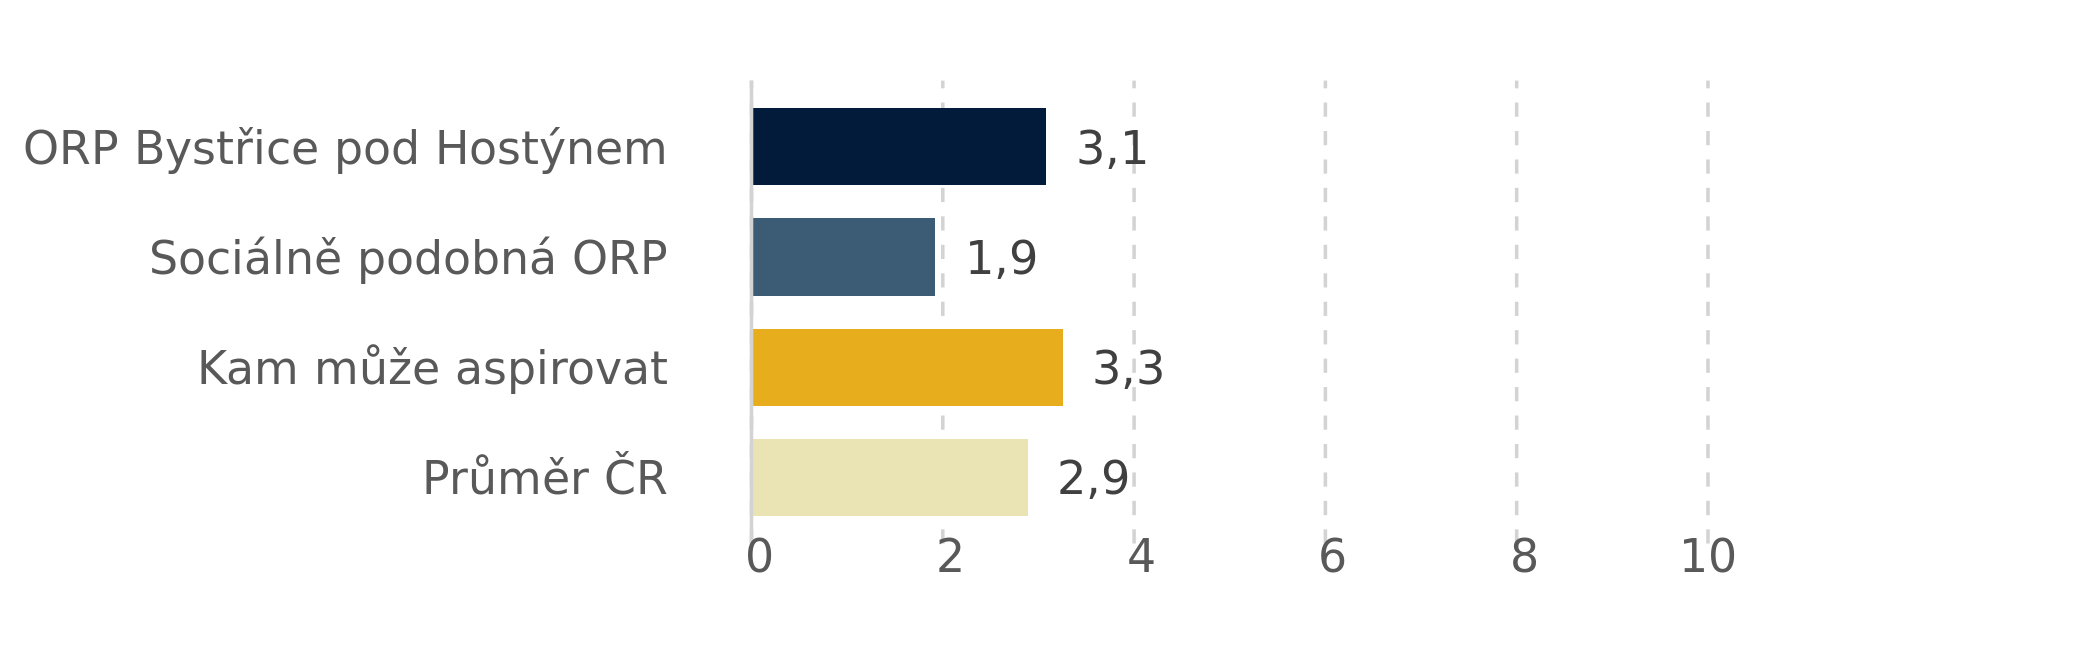 ORP Bystřice pod Hostýnem 3,1
Sociálně podobná ORP 1,9
Kam může aspirovat 3,3
Průměr ČR 2,9
0 2 4 6 8 10